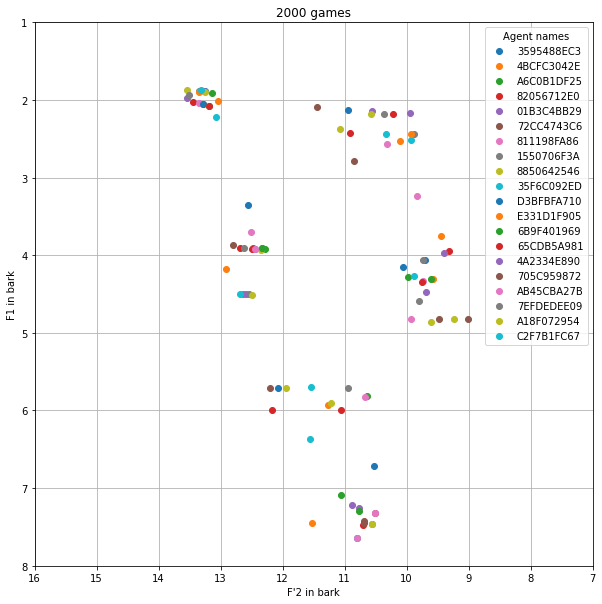 2000 games
Agent names
3595488EC3
4BCFC3042E
A6C0B1DF25
82056712E0
01B3C4BB29
72CC4743C6
811198FA86
1550706F3A
8850642546
35F6C092ED
D3BFBFA710
E331D1F905
6B9F401969
65CDB5A981
4A2334E890
705C959872
AB45CBA27B
7EFDEDEE09
A18F072954
C2F7B1FC67
F1 in bark
1
2
3
4
5
6
7
8
16 15 14 13 12 11 10 9 8 7
F'2 in bark